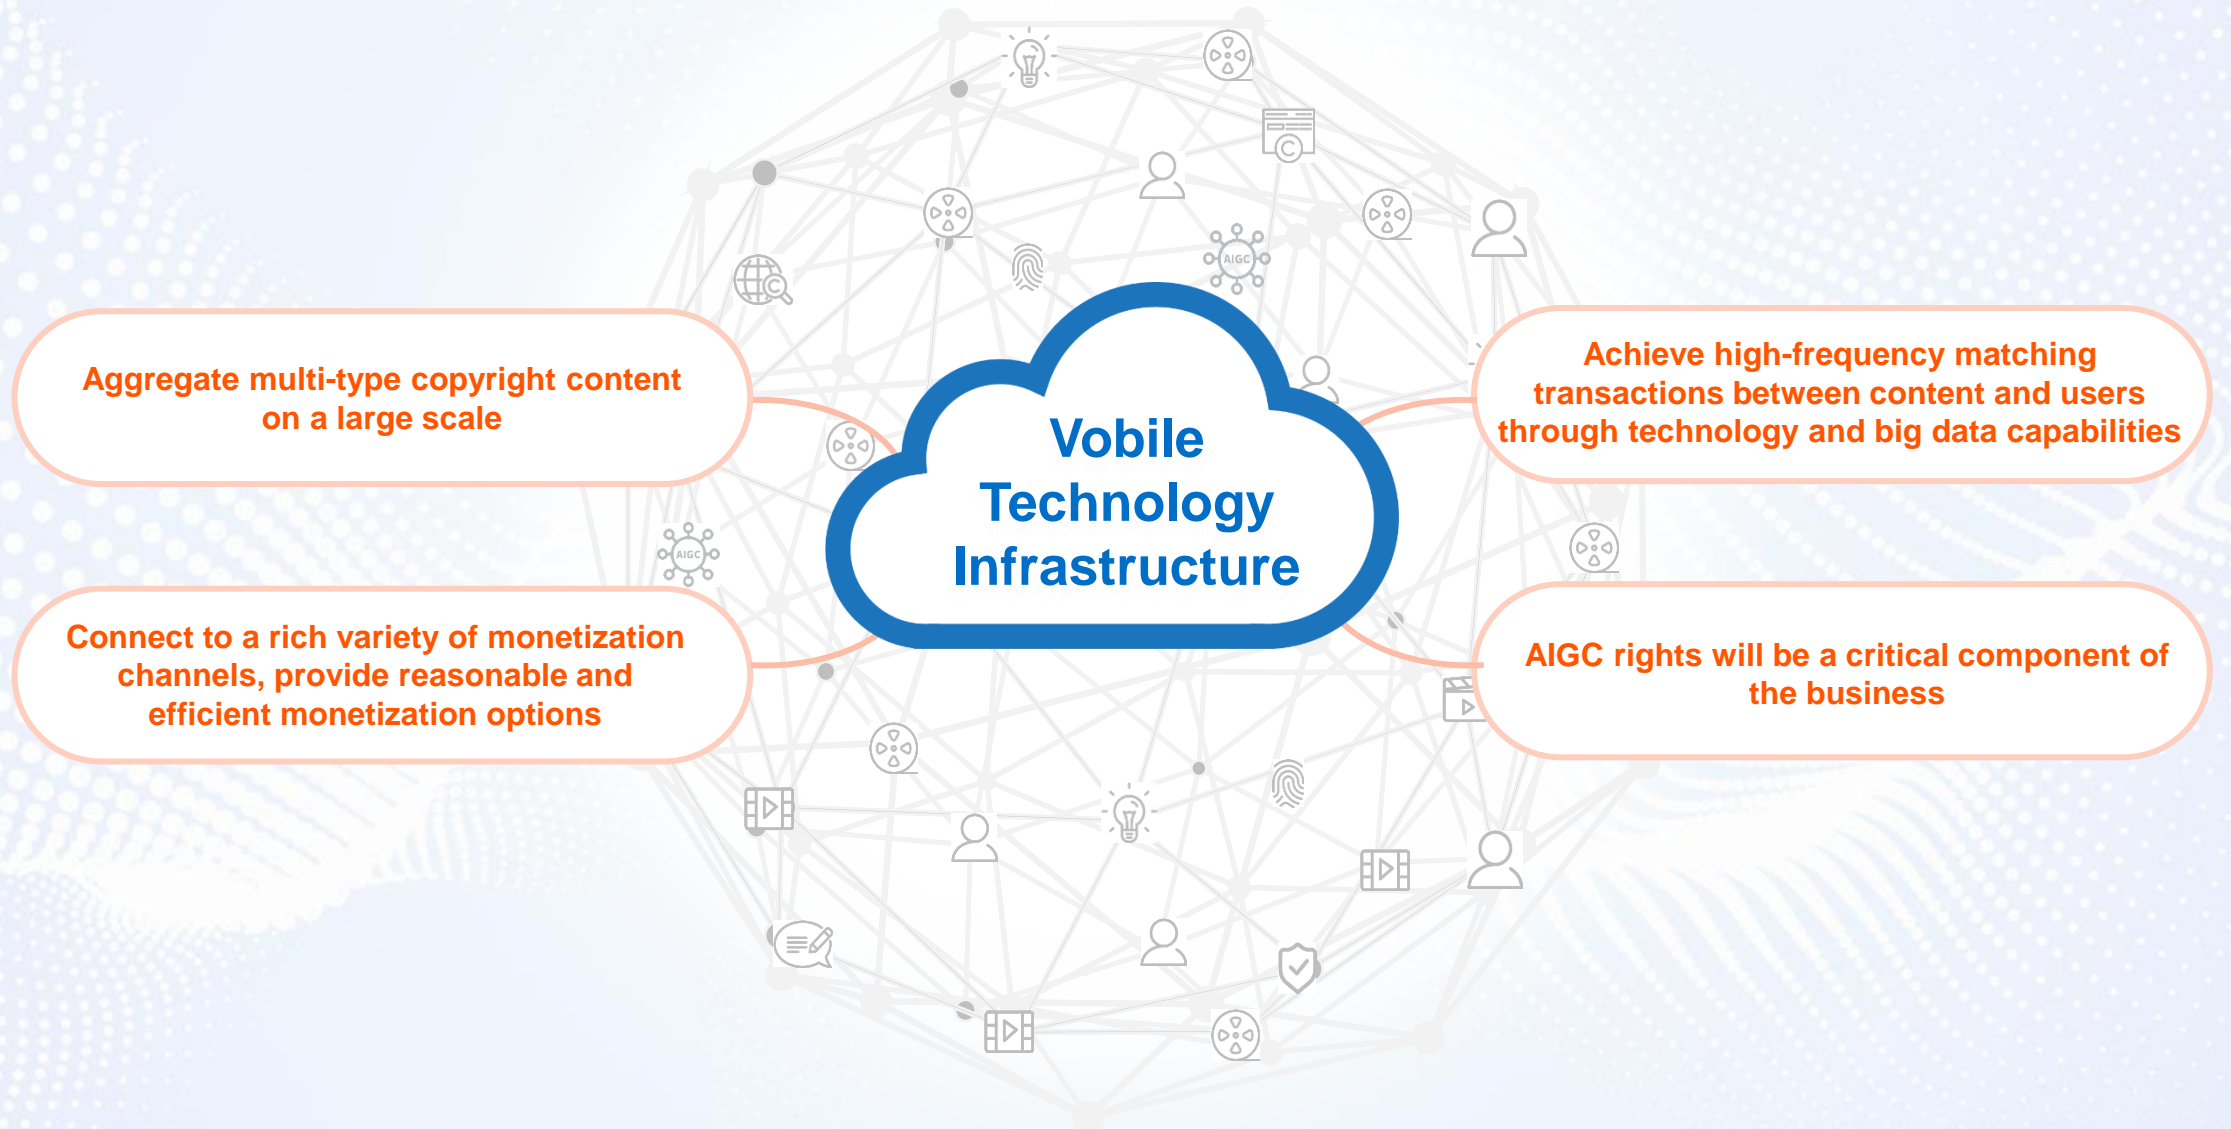 AIGC
Aggregate multi-type copyright content
on a large scale
Achieve high-frequency matching
transactions between content and users
through technology and big data capabilities
Vobile
Technology
Infrastructure
AIGC
Connect to a rich variety of monetization
channels, provide reasonable and
efficient monetization options
AIGC rights will be a critical component of
the business